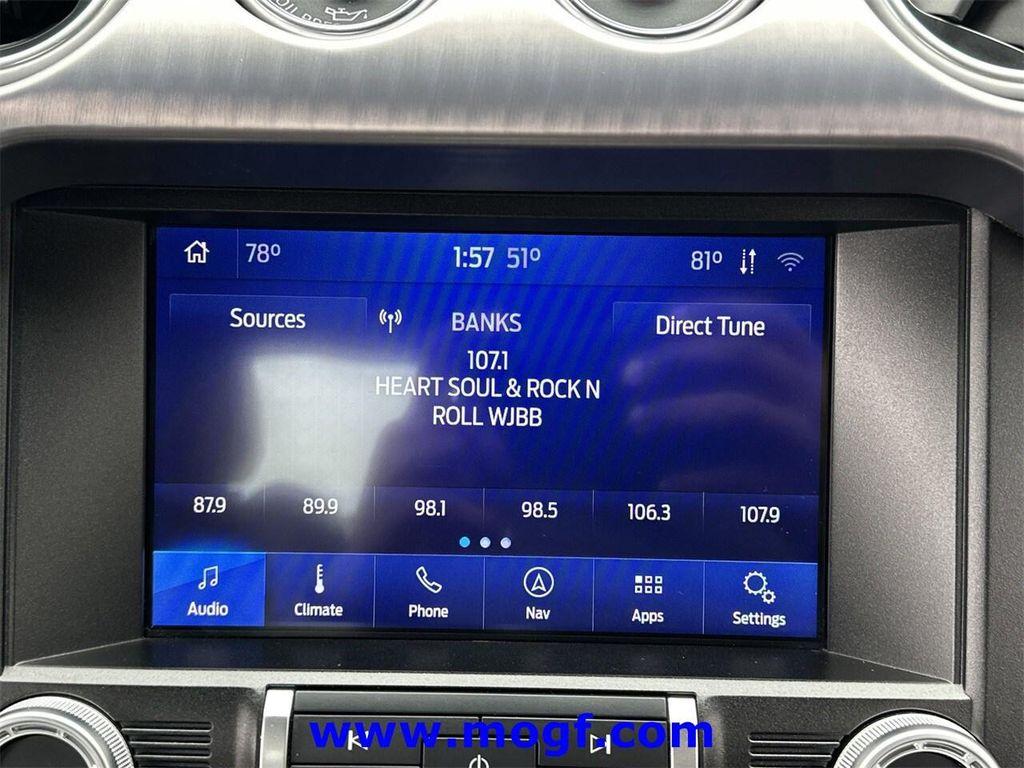 78° 1:57 51° 81°
Sources BANKS Direct Tune
107.1
HEART SOUL & ROCK N
ROLL WJBB
87.9 89.9 98.1 98.5 106.3 107.9
Audio Climate Phone Nav Apps Settings
www.mogf.com